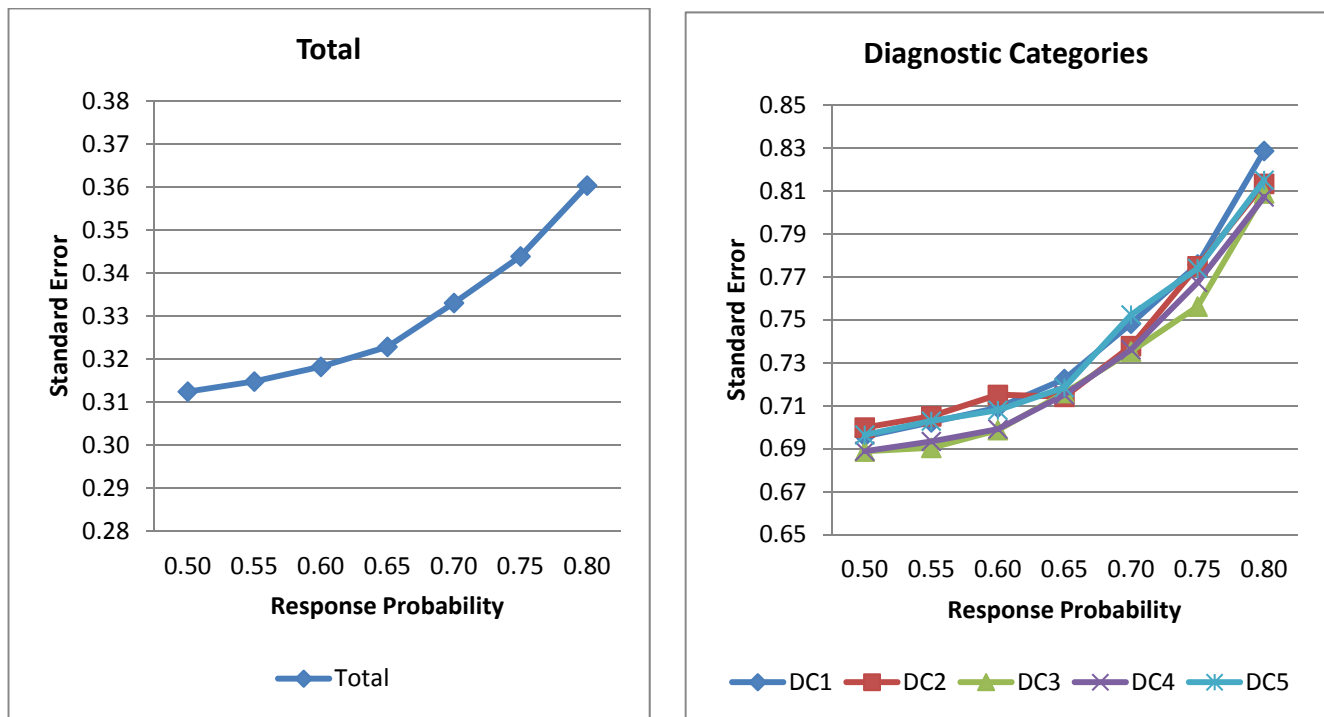 Total
0.38
0.37
0.36
0.35
0.34
0.33
0.32
0.31
0.30
0.29
0.28
Standard Error
0.50 0.55 0.60 0.65 0.70 0.75 0.80
Response Probability
Total
Diagnostic Categories
0.85
0.83
0.81
0.79
0.77
0.75
0.73
0.71
0.69
0.67
0.65
Standard Error
0.50 0.55 0.60 0.65 0.70 0.75 0.80
Response Probability
DC1 DC2 DC3 DC4 DC5